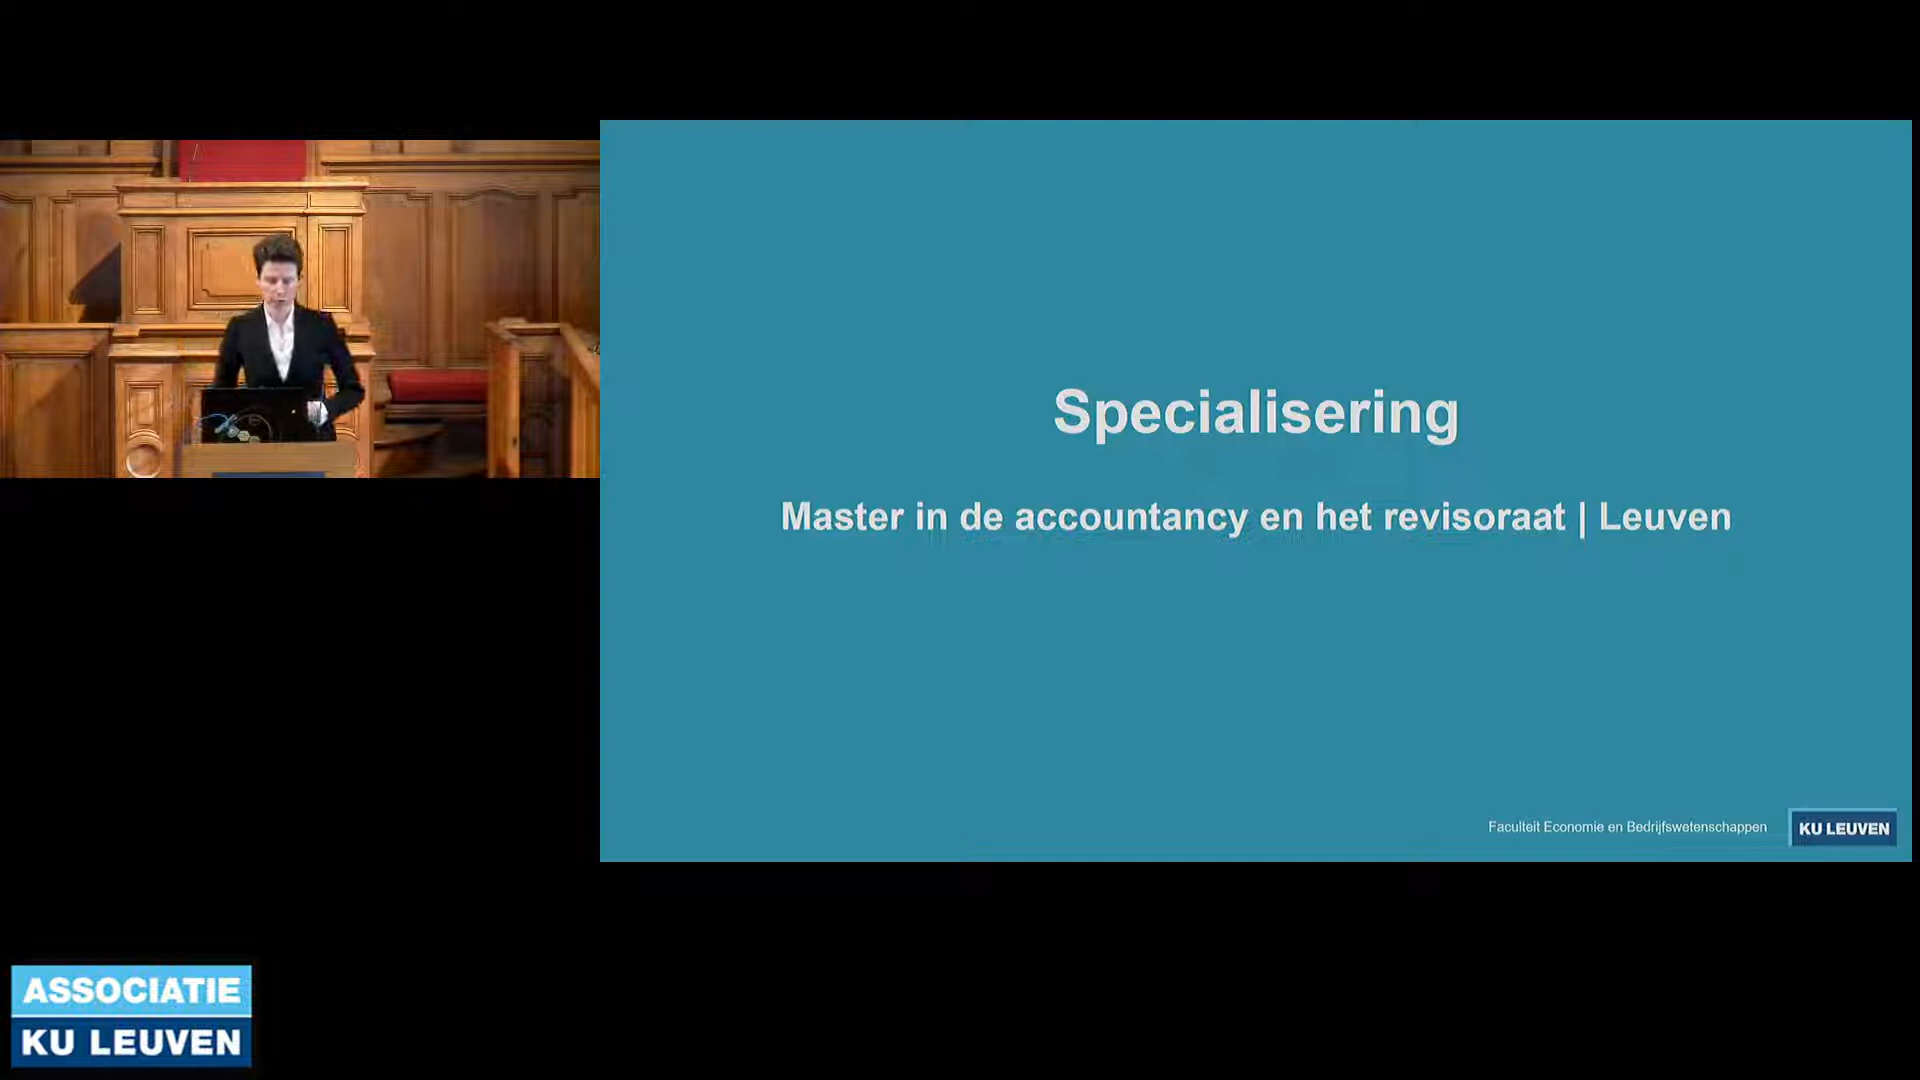 Specialisering
Master in de accountancy en het revisoraat | Leuven
Faculteit Economie en Bedrijfswetenschappen
KU LEUVEN
ASSOCIATIE
KU LEUVEN